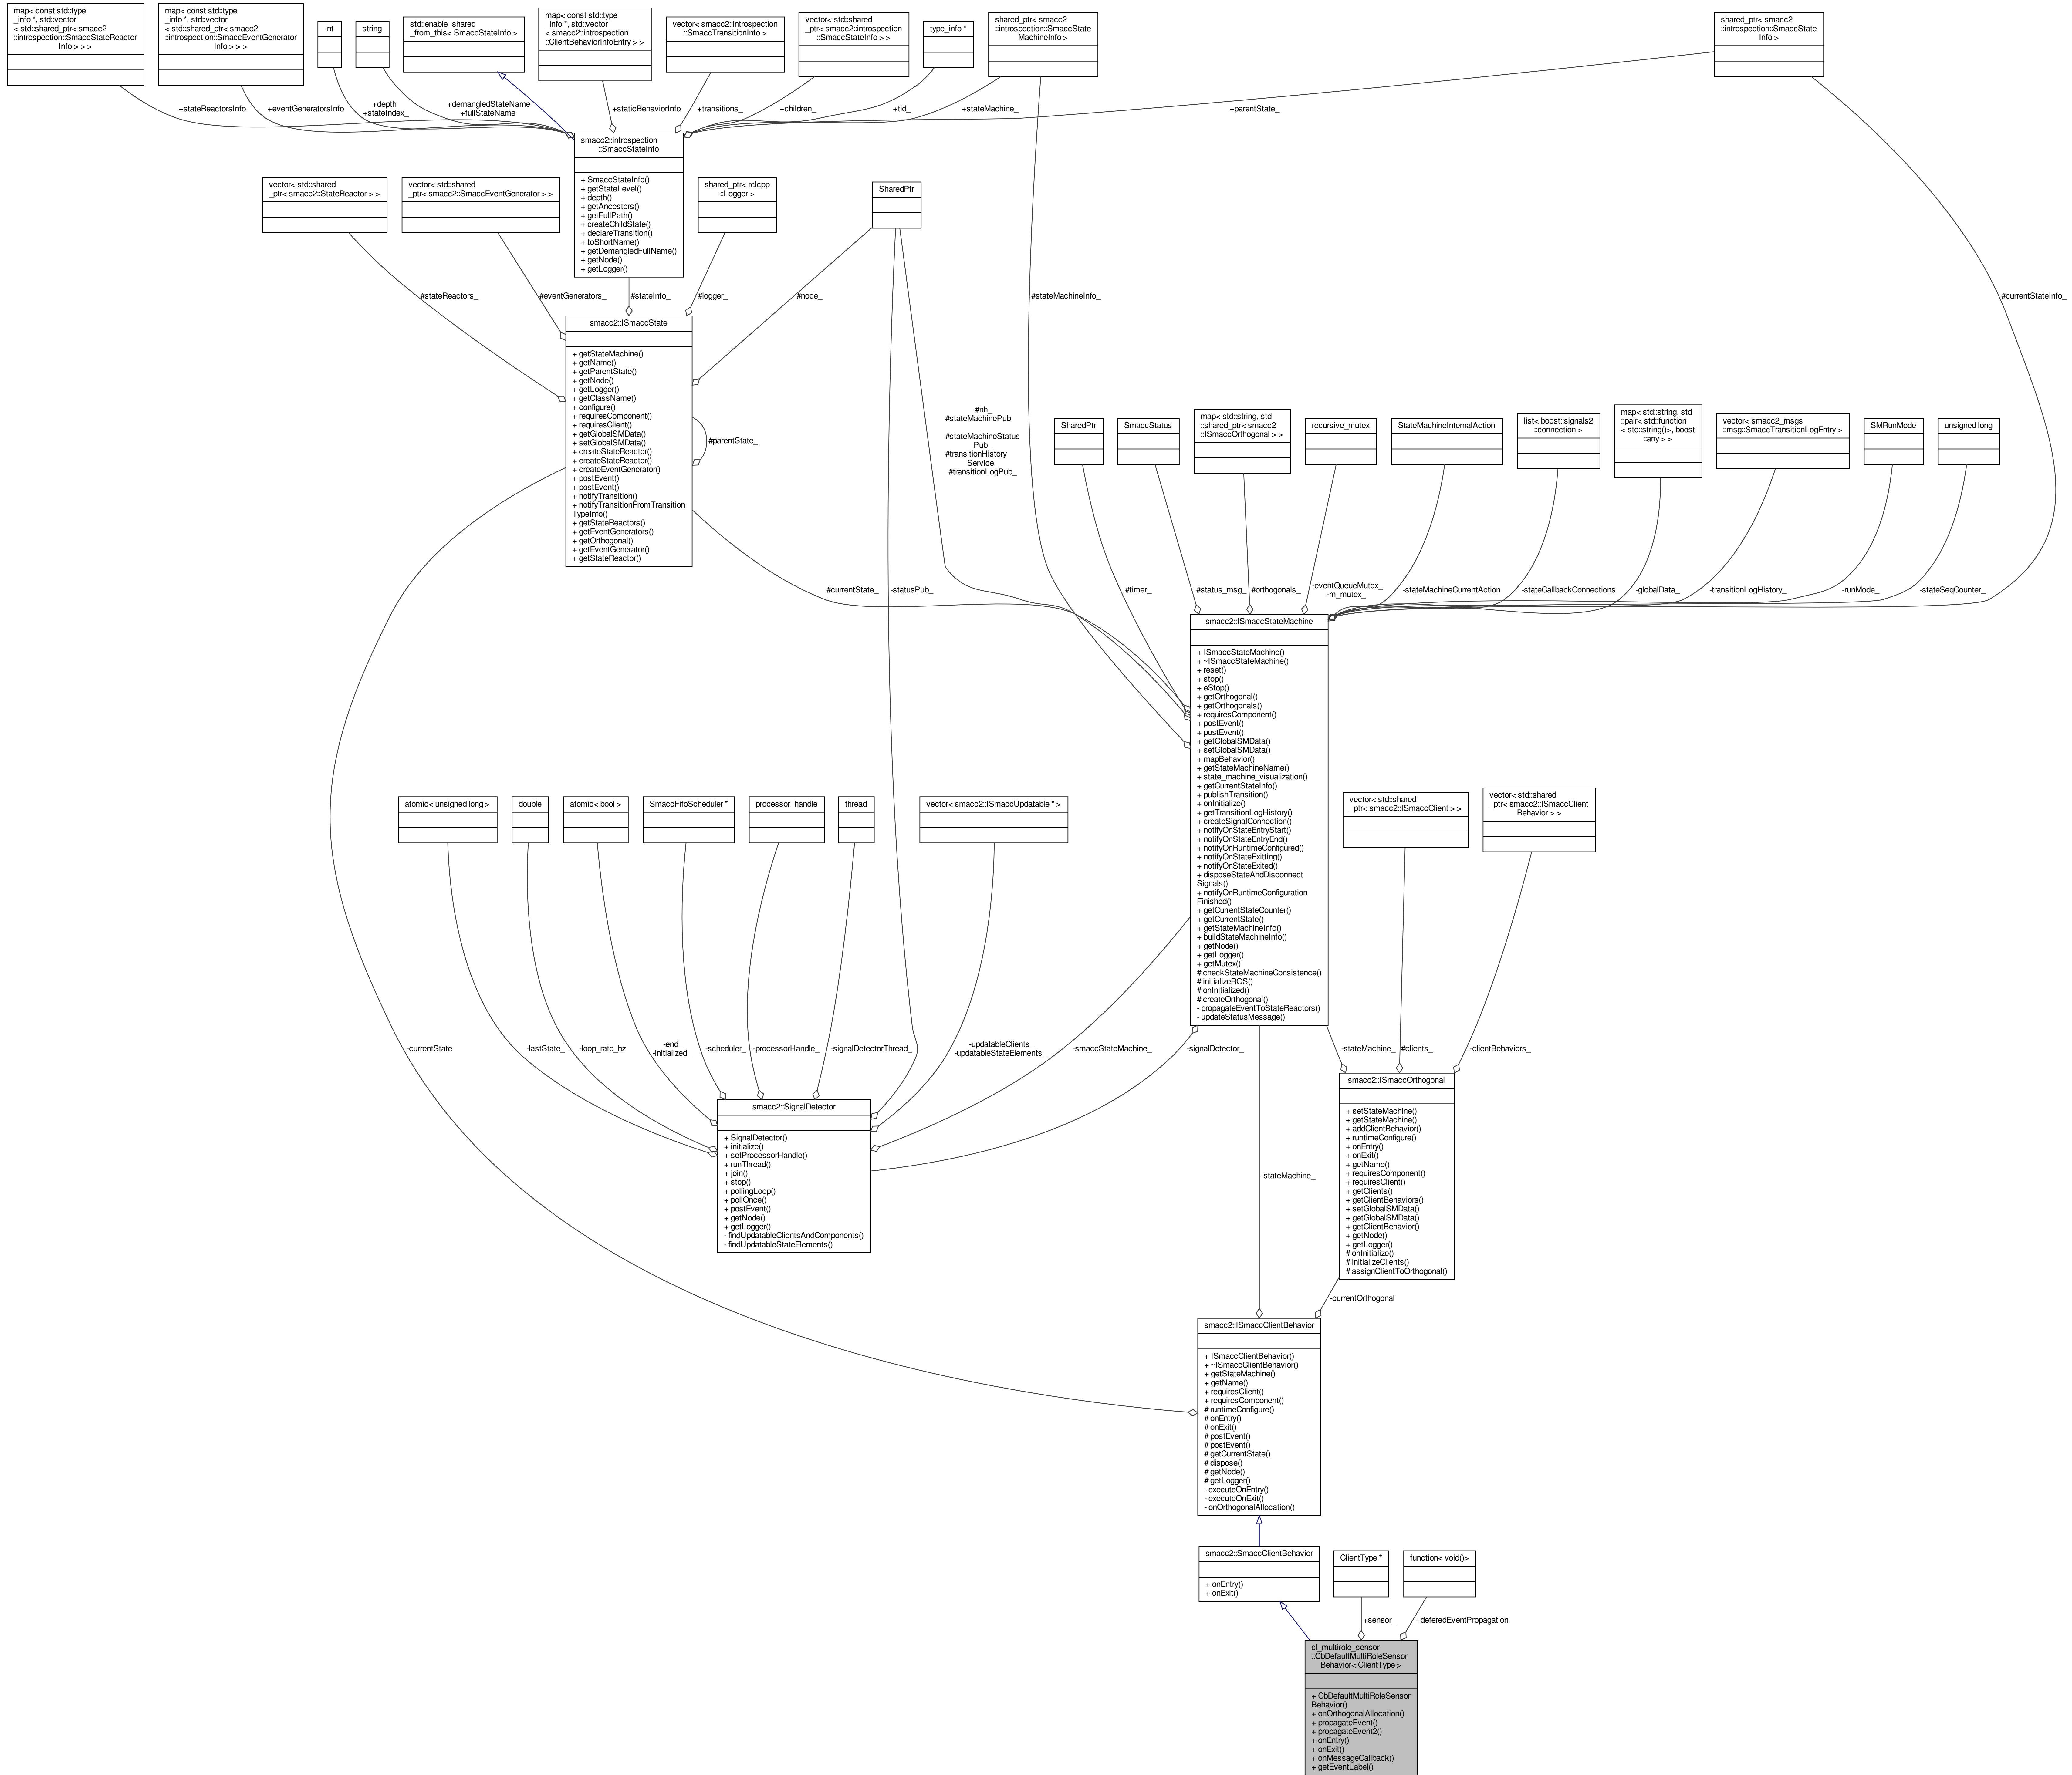 map< const std::type
_info *, std::vector
< std::shared_ptr< smacc2
::introspection::SmaccStateReactor
Info > > >
map< const std::type
_info *, std::vector
< std::shared_ptr< smacc2
::introspection::SmaccEventGenerator
Info > > >
int
string
std::enable_shared
_from_this< SmaccStateInfo >
map< const std::type
_info *, std::vector
< smacc2::introspection
::ClientBehaviorInfoEntry > >
vector< smacc2::introspection
::SmaccTransitionInfo >
vector< std::shared
_ptr< smacc2::introspection
::SmaccStateInfo > >
type_info *
shared_ptr< smacc2
::introspection::SmaccState
MachineInfo >
shared_ptr< smacc2
::introspection::SmaccState
Info >
+stateReactorsInfo
+eventGeneratorsInfo
+depth_
+stateIndex_
+demangledStateName
+fullStateName
+staticBehaviorInfo
+transitions_
+children_
+tid_
+stateMachine_
+parentState_
smacc2::introspection
::SmaccStateInfo
+ SmaccStateInfo()
+ getStateLevel()
+ depth()
+ getAncestors()
+ getFullPath()
+ createChildState()
+ declareTransition()
+ toShortName()
+ getDemangledFullName()
+ getNode()
+ getLogger()
vector< std::shared
_ptr< smacc2::StateReactor > >
vector< std::shared
_ptr< smacc2::SmaccEventGenerator > >
shared_ptr< rclcpp
::Logger >
SharedPtr
#stateReactors_
#eventGenerators_
#stateInfo_
#logger_
#node_
#stateMachineInfo_
#currentStateInfo_
smacc2::ISmaccState
+ getStateMachine()
+ getName()
+ getParentState()
+ getNode()
+ getLogger()
+ getClassName()
+ configure()
+ requiresComponent()
+ requiresClient()
+ getGlobalSMData()
+ setGlobalSMData()
+ createStateReactor()
+ createStateReactor()
+ createEventGenerator()
+ postEvent()
+ postEvent()
+ notifyTransition()
+ notifyTransitionFromTransition
TypeInfo()
+ getStateReactors()
+ getEventGenerators()
+ getOrthogonal()
+ getEventGenerator()
+ getStateReactor()
#parentState_
#nh_
#stateMachinePub
_
#stateMachineStatus
Pub_
#transitionHistory
Service_
#transitionLogPub_
SharedPtr
SmaccStatus
map< std::string, std
::shared_ptr< smacc2
::ISmaccOrthogonal > >
recursive_mutex
StateMachineInternalAction
list< boost::signals2
::connection >
map< std::string, std
::pair< std::function
< std::string()>, boost
::any > >
vector< smacc2_msgs
::msg::SmaccTransitionLogEntry >
SMRunMode
unsigned long
#currentState_
-statusPub_
#timer_
#status_msg_
#orthogonals_
-eventQueueMutex_
-m_mutex_
-stateMachineCurrentAction
-stateCallbackConnections
-globalData_
-transitionLogHistory_
-runMode_
-stateSeqCounter_
smacc2::ISmaccStateMachine
+ ISmaccStateMachine()
+ ~ISmaccStateMachine()
+ reset()
+ stop()
+ eStop()
+ getOrthogonal()
+ getOrthogonals()
+ requiresComponent()
+ postEvent()
+ postEvent()
+ getGlobalSMData()
+ setGlobalSMData()
+ mapBehavior()
+ getStateMachineName()
+ state_machine_visualization()
+ getCurrentStateInfo()
+ publishTransition()
+ onInitialize()
+ getTransitionLogHistory()
+ createSignalConnection()
+ notifyOnStateEntryStart()
+ notifyOnStateEntryEnd()
+ notifyOnRuntimeConfigured()
+ notifyOnStateExitting()
+ notifyOnStateExited()
+ disposeStateAndDisconnect
Signals()
+ notifyOnRuntimeConfiguration
Finished()
+ getCurrentStateCounter()
+ getCurrentState()
+ getStateMachineInfo()
+ buildStateMachineInfo()
+ getNode()
+ getLogger()
+ getMutex()
# checkStateMachineConsistence()
# initializeROS()
# onInitialized()
# createOrthogonal()
- propagateEventToStateReactors()
- updateStatusMessage()
atomic< unsigned long >
double
atomic< bool >
SmaccFifoScheduler *
processor_handle
thread
vector< smacc2::ISmaccUpdatable * >
vector< std::shared
_ptr< smacc2::ISmaccClient > >
vector< std::shared
_ptr< smacc2::ISmaccClient
Behavior > >
-currentState
-lastState_
-loop_rate_hz
-end_
-initialized_
-scheduler_
-processorHandle_
-signalDetectorThread_
-updatableClients_
-updatableStateElements_
-smaccStateMachine_
-signalDetector_
-stateMachine_
#clients_
-clientBehaviors_
smacc2::SignalDetector
+ SignalDetector()
+ initialize()
+ setProcessorHandle()
+ runThread()
+ join()
+ stop()
+ pollingLoop()
+ pollOnce()
+ postEvent()
+ getNode()
+ getLogger()
- findUpdatableClientsAndComponents()
- findUpdatableStateElements()
smacc2::ISmaccOrthogonal
+ setStateMachine()
+ getStateMachine()
+ addClientBehavior()
+ runtimeConfigure()
+ onEntry()
+ onExit()
+ getName()
+ requiresComponent()
+ requiresClient()
+ getClients()
+ getClientBehaviors()
+ setGlobalSMData()
+ getGlobalSMData()
+ getClientBehavior()
+ getNode()
+ getLogger()
# onInitialize()
# initializeClients()
# assignClientToOrthogonal()
-stateMachine_
-currentOrthogonal
smacc2::ISmaccClientBehavior
+ ISmaccClientBehavior()
+ ~ISmaccClientBehavior()
+ getStateMachine()
+ getName()
+ requiresClient()
+ requiresComponent()
# runtimeConfigure()
# onEntry()
# onExit()
# postEvent()
# postEvent()
# getCurrentState()
# dispose()
# getNode()
# getLogger()
- executeOnEntry()
- executeOnExit()
- onOrthogonalAllocation()
smacc2::SmaccClientBehavior
+ onEntry()
+ onExit()
ClientType *
function< void()>
+sensor_
+deferedEventPropagation
cl_multirole_sensor
::CbDefaultMultiRoleSensor
Behavior< ClientType >
+ CbDefaultMultiRoleSensor
Behavior()
+ onOrthogonalAllocation()
+ propagateEvent()
+ propagateEvent2()
+ onEntry()
+ onExit()
+ onMessageCallback()
+ getEventLabel()